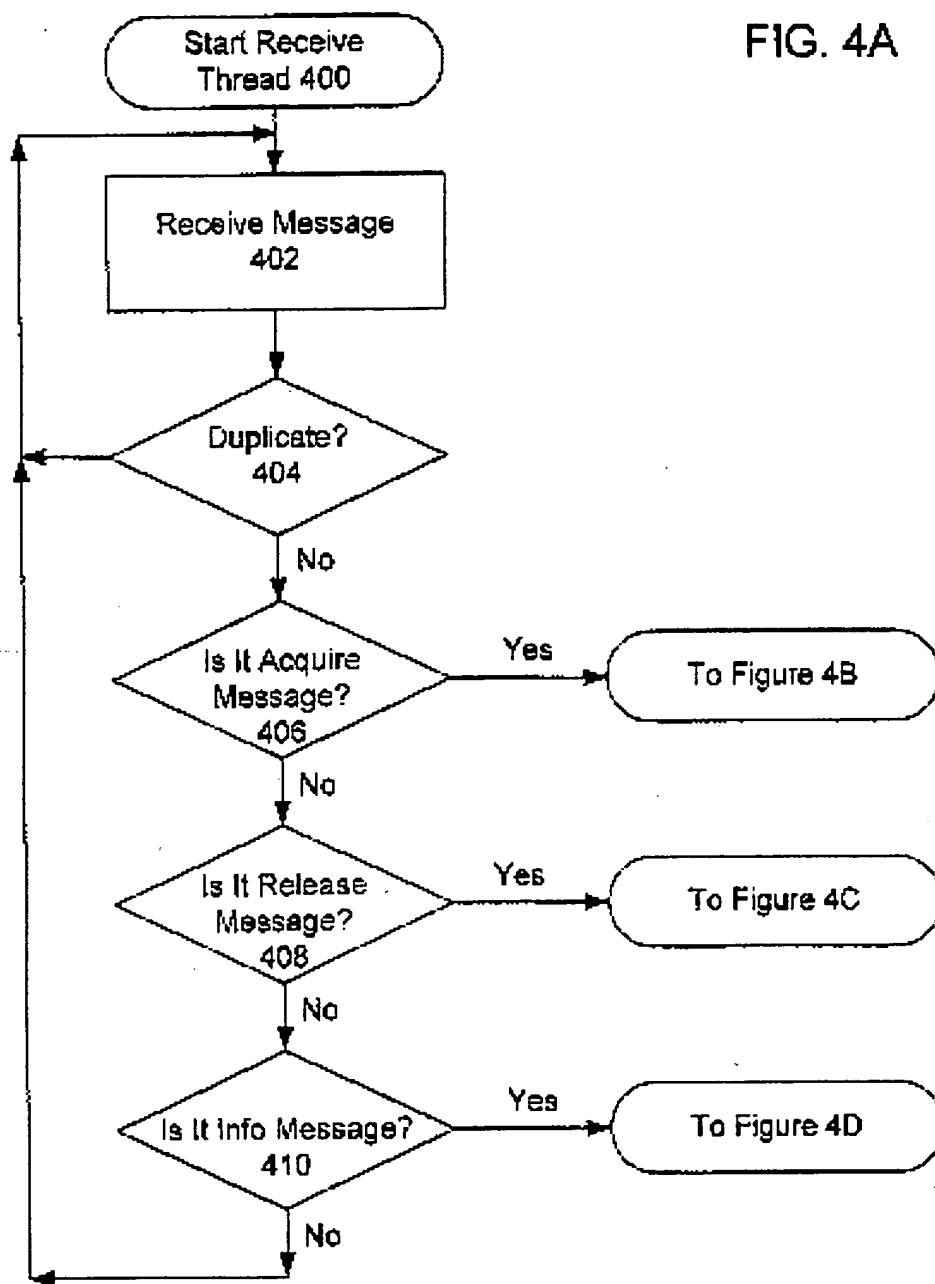 FIG. 4A
Start Receive
Thread 400
Receive Message
402
Duplicate?
404
No
Is It Acquire
Message?
406
Yes
To Figure 4B
No
Is It Release
Message?
408
Yes
To Figure 4C
No
Is It Info Message?
410
Yes
To Figure 4D
No